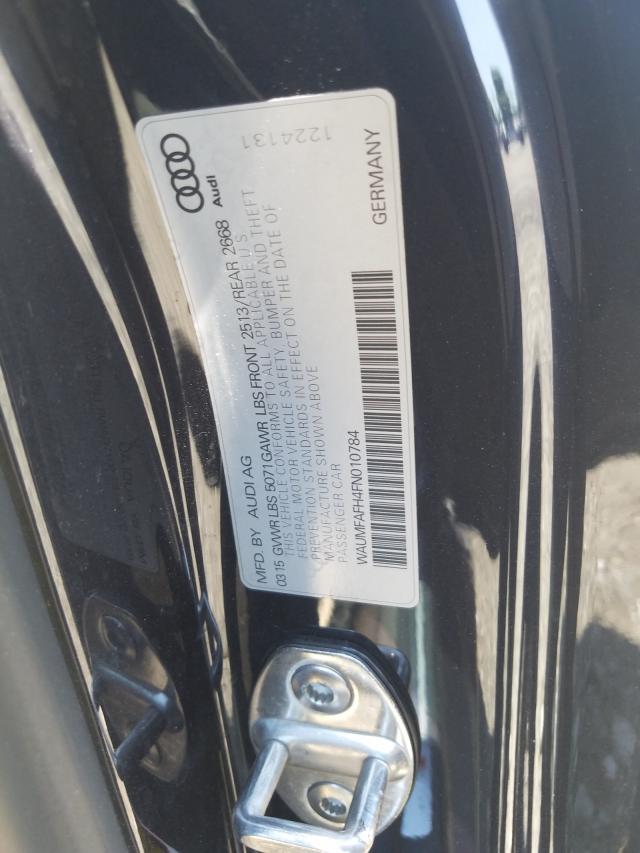 1224131
Audi
MFD. BY AUDI AG
0315 GVWR LBS 5071 GAWR LBS FRONT 2513/REAR 2668
THIS VEHICLE CONFORMS TO ALL APPLICABLE U.S.
FEDERAL MOTOR VEHICLE SAFETY, BUMPER AND THEFT
PREVENTION STANDARDS IN EFFECT ON THE DATE OF
MANUFACTURE SHOWN ABOVE
PASSENGER CAR
WAUMFAFH4FN010784
GERMANY